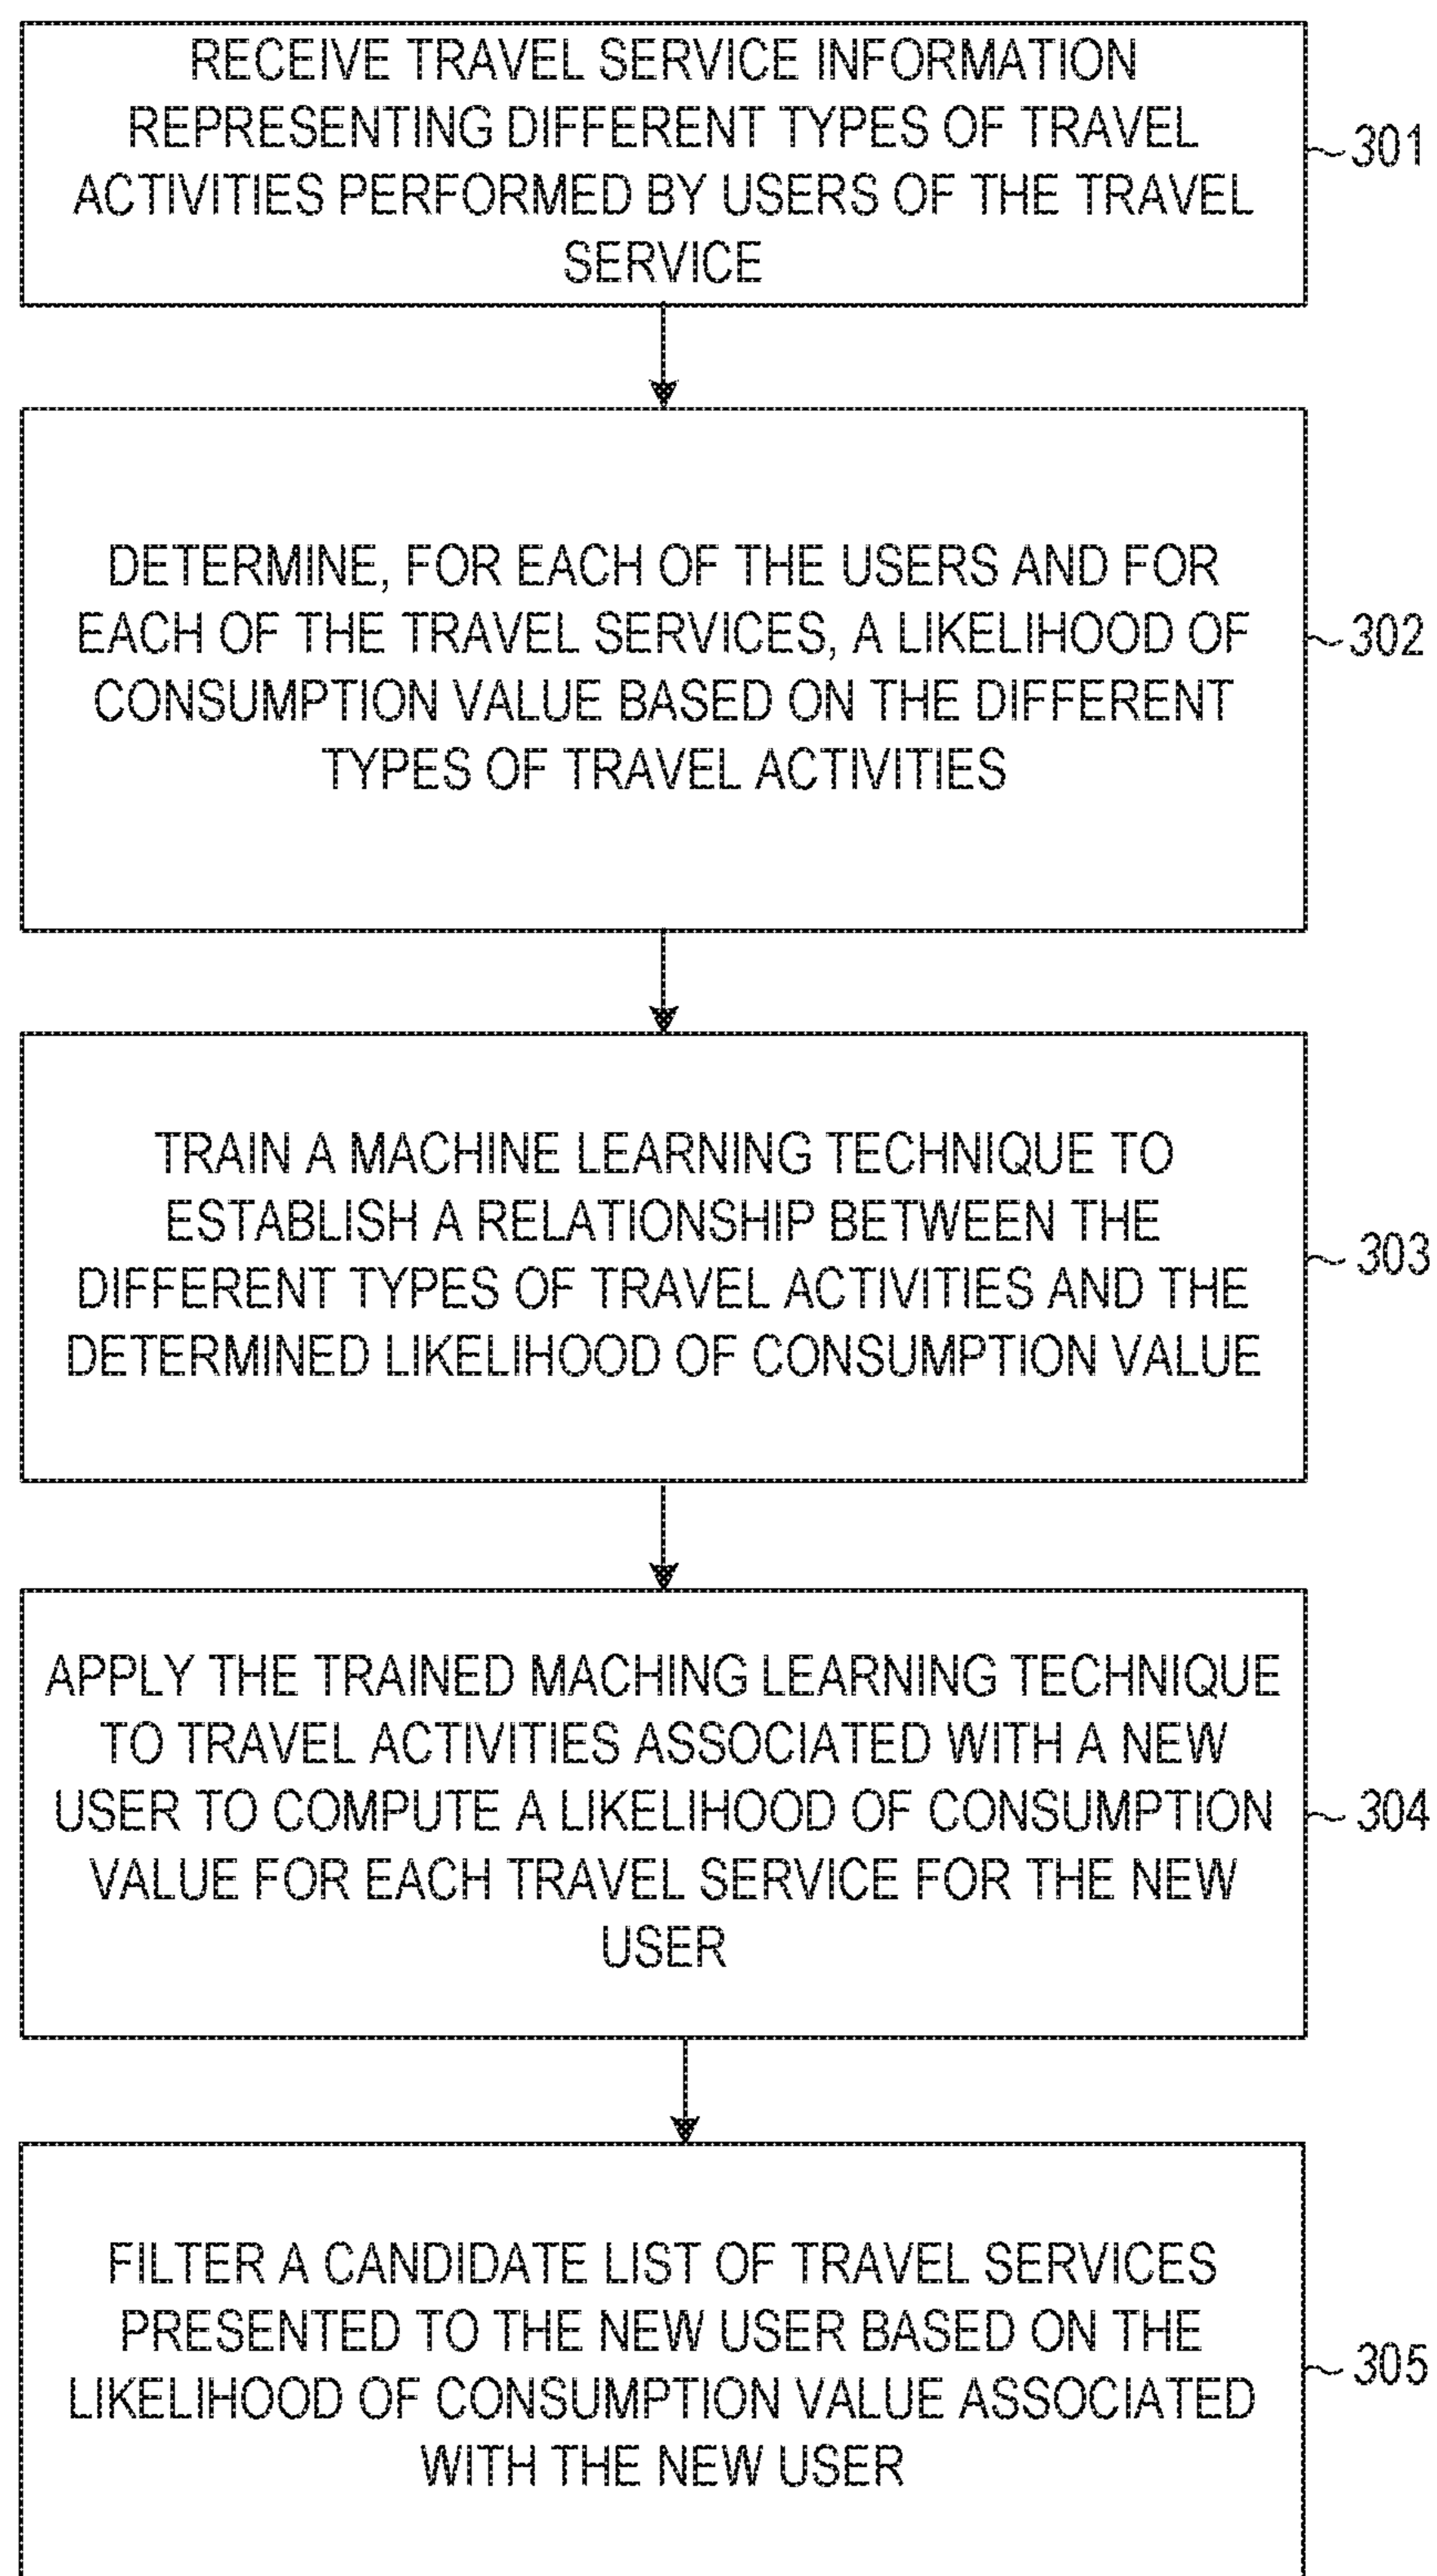 RECEIVE TRAVEL SERVICE INFORMATION
REPRESENTING DIFFERENT TYPES OF TRAVEL
ACTIVITIES PERFORMED BY USERS OF THE TRAVEL
SERVICE
301
DETERMINE, FOR EACH OF THE USERS AND FOR
EACH OF THE TRAVEL SERVICES, A LIKELIHOOD OF
CONSUMPTION VALUE BASED ON THE DIFFERENT
TYPES OF TRAVEL ACTIVITIES
302
TRAIN A MACHINE LEARNING TECHNIQUE TO
ESTABLISH A RELATIONSHIP BETWEEN THE
DIFFERENT TYPES OF TRAVEL ACTIVITIES AND THE
DETERMINED LIKELIHOOD OF CONSUMPTION VALUE
303
APPLY THE TRAINED MACHING LEARNING TECHNIQUE
TO TRAVEL ACTIVITIES ASSOCIATED WITH A NEW
USER TO COMPUTE A LIKELIHOOD OF CONSUMPTION
VALUE FOR EACH TRAVEL SERVICE FOR THE NEW
USER
304
FILTER A CANDIDATE LIST OF TRAVEL SERVICES
PRESENTED TO THE NEW USER BASED ON THE
LIKELIHOOD OF CONSUMPTION VALUE ASSOCIATED
WITH THE NEW USER
305